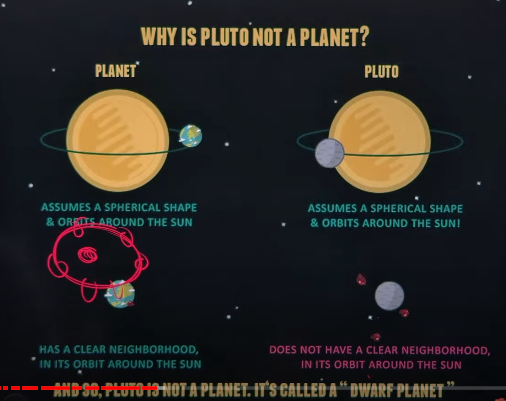 WHY IS PLUTO NOT A PLANET?
PLANET
PLUTO
ASSUMES A SPHERICAL SHAPE
& ORBITS AROUND THE SUN
ASSUMES A SPHERICAL SHAPE
& ORBITS AROUND THE SUN!
HAS A CLEAR NEIGHBORHOOD,
IN ITS ORBIT AROUND THE SUN
DOES NOT HAVE A CLEAR NEIGHBORHOOD,
IN ITS ORBIT AROUND THE SUN
AND SO, PLUTO IS NOT A PLANET. IT'S CALLED A " DWARF PLANET "